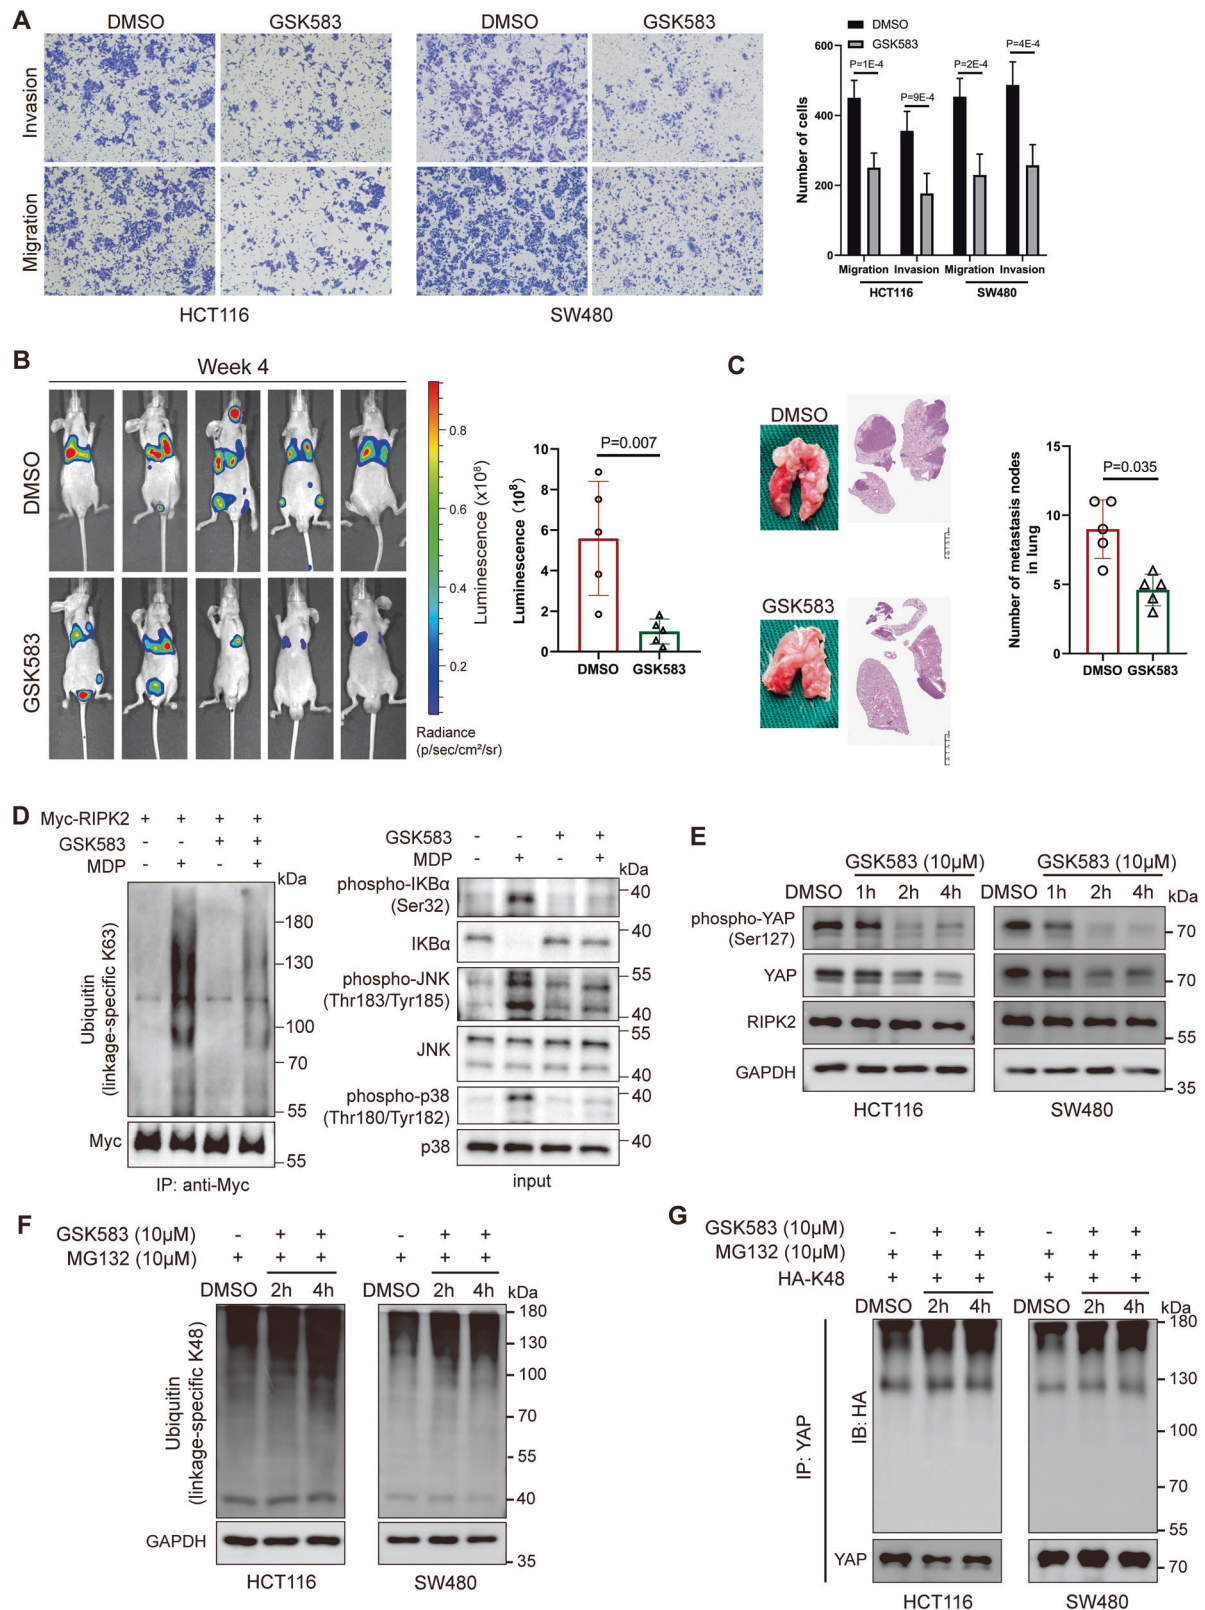 A
DMSO GSK583 DMSO GSK583
Invasion
Migration
HCT116 SW480
DMSO
GSK583
Number of cells
600
400
200
0
P=1E-4
P=9E-4
P=2E-4
P=4E-4
Migration Invasion Migration Invasion
HCT116 SW480
B
Week 4
DMSO
GSK583
0.8
0.6
0.4
0.2
Luminescence (x10⁸)
Radiance
(p/sec/cm²/sr)
Luminescence (10⁸)
10
8
6
4
2
0
P=0.007
DMSO GSK583
C
DMSO
GSK583
Number of metastasis nodes
in lung
15
10
5
0
P=0.035
DMSO GSK583
D
Myc-RIPK2 + + + +
GSK583 - - + +
MDP - + - +
kDa
Ubiquitin
(linkage-specific K63)
180
130
100
70
55
Myc
55
IP: anti-Myc
GSK583 - - + +
MDP - + - +
kDa
phospho-IKBα
(Ser32)
40
IKBα
40
phospho-JNK
(Thr183/Tyr185)
55
40
JNK
55
40
phospho-p38
(Thr180/Tyr182)
40
p38
40
input
E
GSK583 (10µM) GSK583 (10µM)
DMSO 1h 2h 4h DMSO 1h 2h 4h kDa
phospho-YAP
(Ser127)
70
YAP
70
RIPK2
55
GAPDH
35
HCT116 SW480
F
GSK583 (10µM) - + + - + +
MG132 (10µM) + + + + + +
DMSO 2h 4h DMSO 2h 4h kDa
Ubiquitin
(linkage-specific K48)
180
130
100
70
55
40
GAPDH
35
HCT116 SW480
G
GSK583 (10µM) - + + - + +
MG132 (10µM) + + + + + +
HA-K48 + + + + + +
DMSO 2h 4h DMSO 2h 4h kDa
IP: YAP
IB: HA
180
130
100
70
55
YAP
70
HCT116 SW480